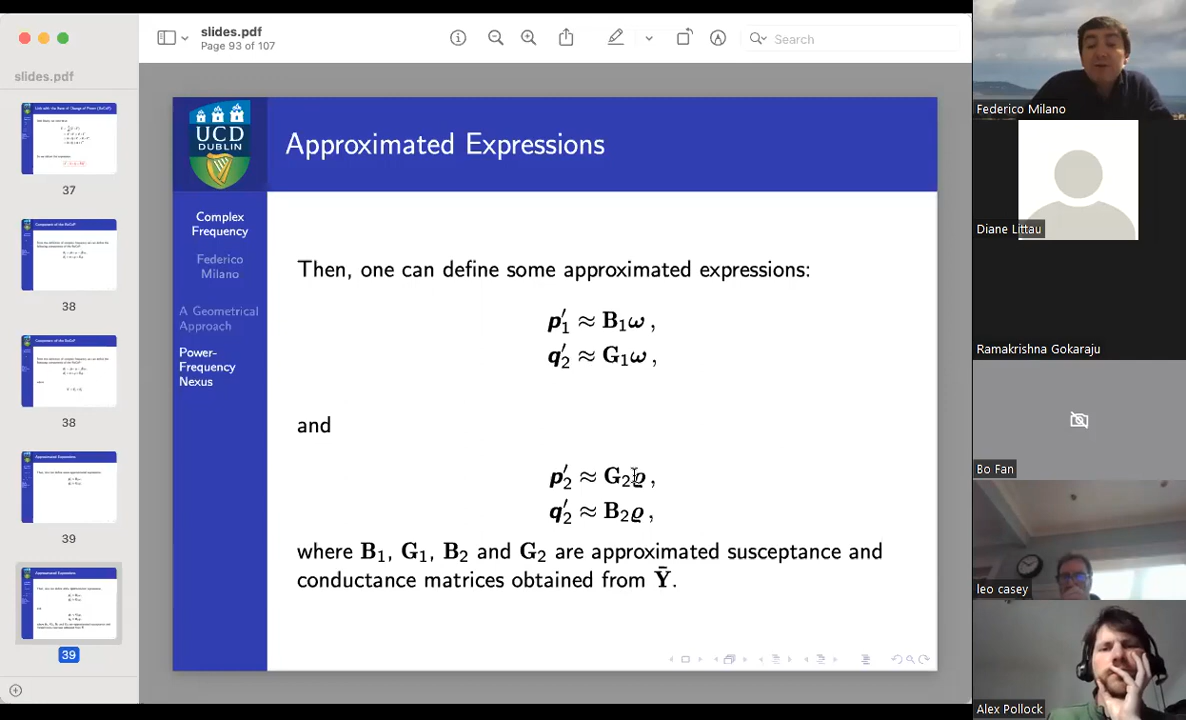 slides.pdf
Page 93 of 107
Search
slides.pdf
37
38
38
39
39
UCD
DUBLIN
Approximated Expressions
Complex
Frequency
Federico
Milano
A Geometrical
Approach
Power-
Frequency
Nexus
Then, one can define some approximated expressions:
p′₁ ≈ B₁ω ,
q′₂ ≈ G₁ω ,
and
p′₂ ≈ G₂ϱ ,
q′₂ ≈ B₂ϱ ,
where B₁, G₁, B₂ and G₂ are approximated susceptance and
conductance matrices obtained from Ȳ.
Federico Milano
Diane Littau
Ramakrishna Gokaraju
Bo Fan
leo casey
Alex Pollock